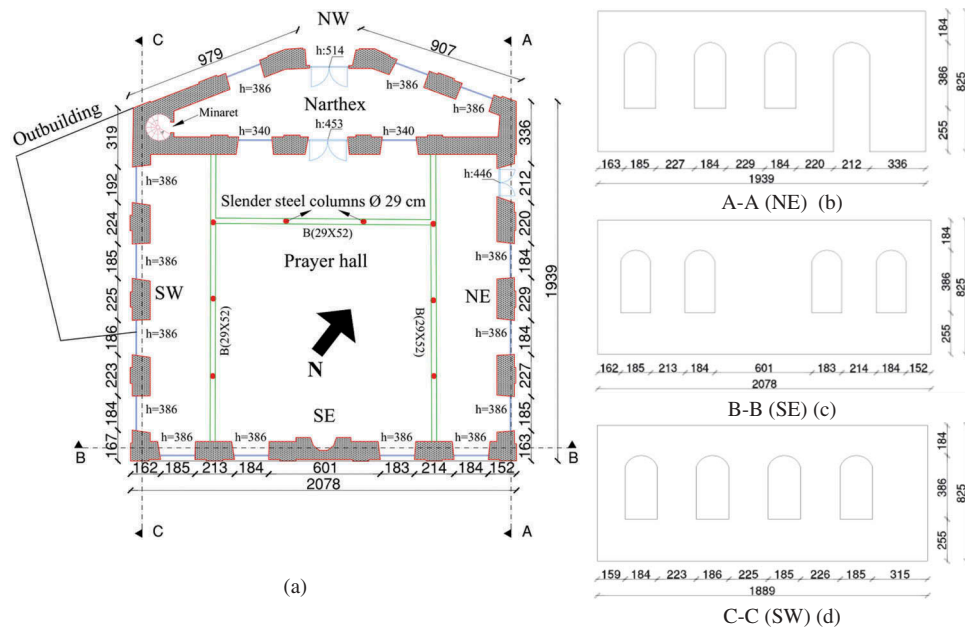 NW
C
A
979
907
h:514
h=386
h=386
Narthex
Minaret
Outbuilding
h=340
h:453
h=340
319
336
h=386
h:446
192
212
Slender steel columns Ø 29 cm
B(29X52)
224
220
h=386
Prayer hall
185
184
SW
NE
225
229
1939
h=386
B(29X52)
B(29X52)
186
184
N
223
227
h=386
SE
184
185
h=386
h=386
h=386
h=386
167
163
B
B
162 185 213 184 601 183 214 184 152
2078
C
A
(a)
184
386
825
255
163 185 227 184 229 184 220 212 336
1939
A-A (NE) (b)
184
386
825
255
162 185 213 184 601 183 214 184 152
2078
B-B (SE) (c)
184
386
825
255
159 184 223 186 225 185 226 185 315
1889
C-C (SW) (d)